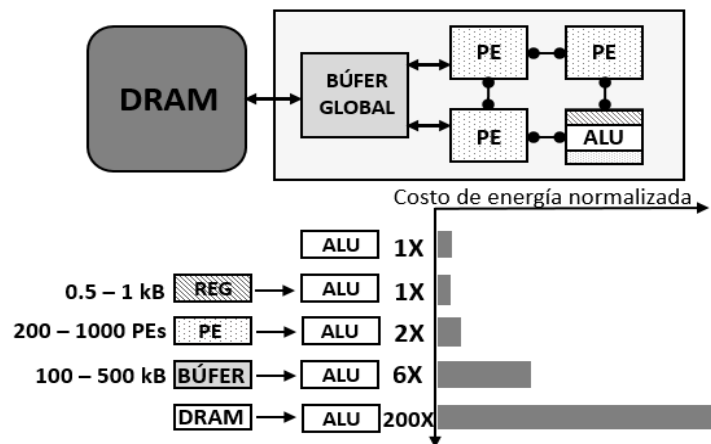 DRAM
BÚFER
GLOBAL
PE
PE
PE
ALU
Costo de energía normalizada
ALU 1X
0.5 – 1 kB REG ALU 1X
200 – 1000 PEs PE ALU 2X
100 – 500 kB BÚFER ALU 6X
DRAM ALU 200X